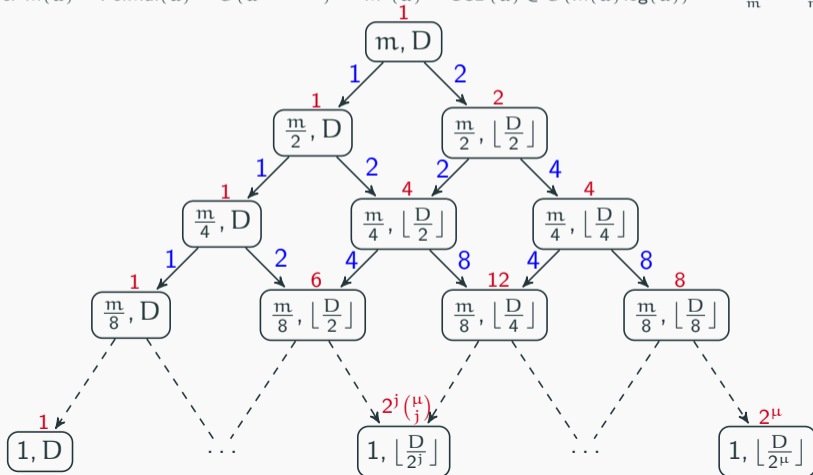 1
m, D
1 2
1 2
m/2, D m/2, ⌊D/2⌋
1 2 2 4
1 4 4
m/4, D m/4, ⌊D/2⌋ m/4, ⌊D/4⌋
1 2 4 8 4 8
1 6 12 8
m/8, D m/8, ⌊D/2⌋ m/8, ⌊D/4⌋ m/8, ⌊D/8⌋
1 2^j (μ j) 2^μ
1, D ... 1, ⌊D/2^j⌋ ... 1, ⌊D/2^μ⌋